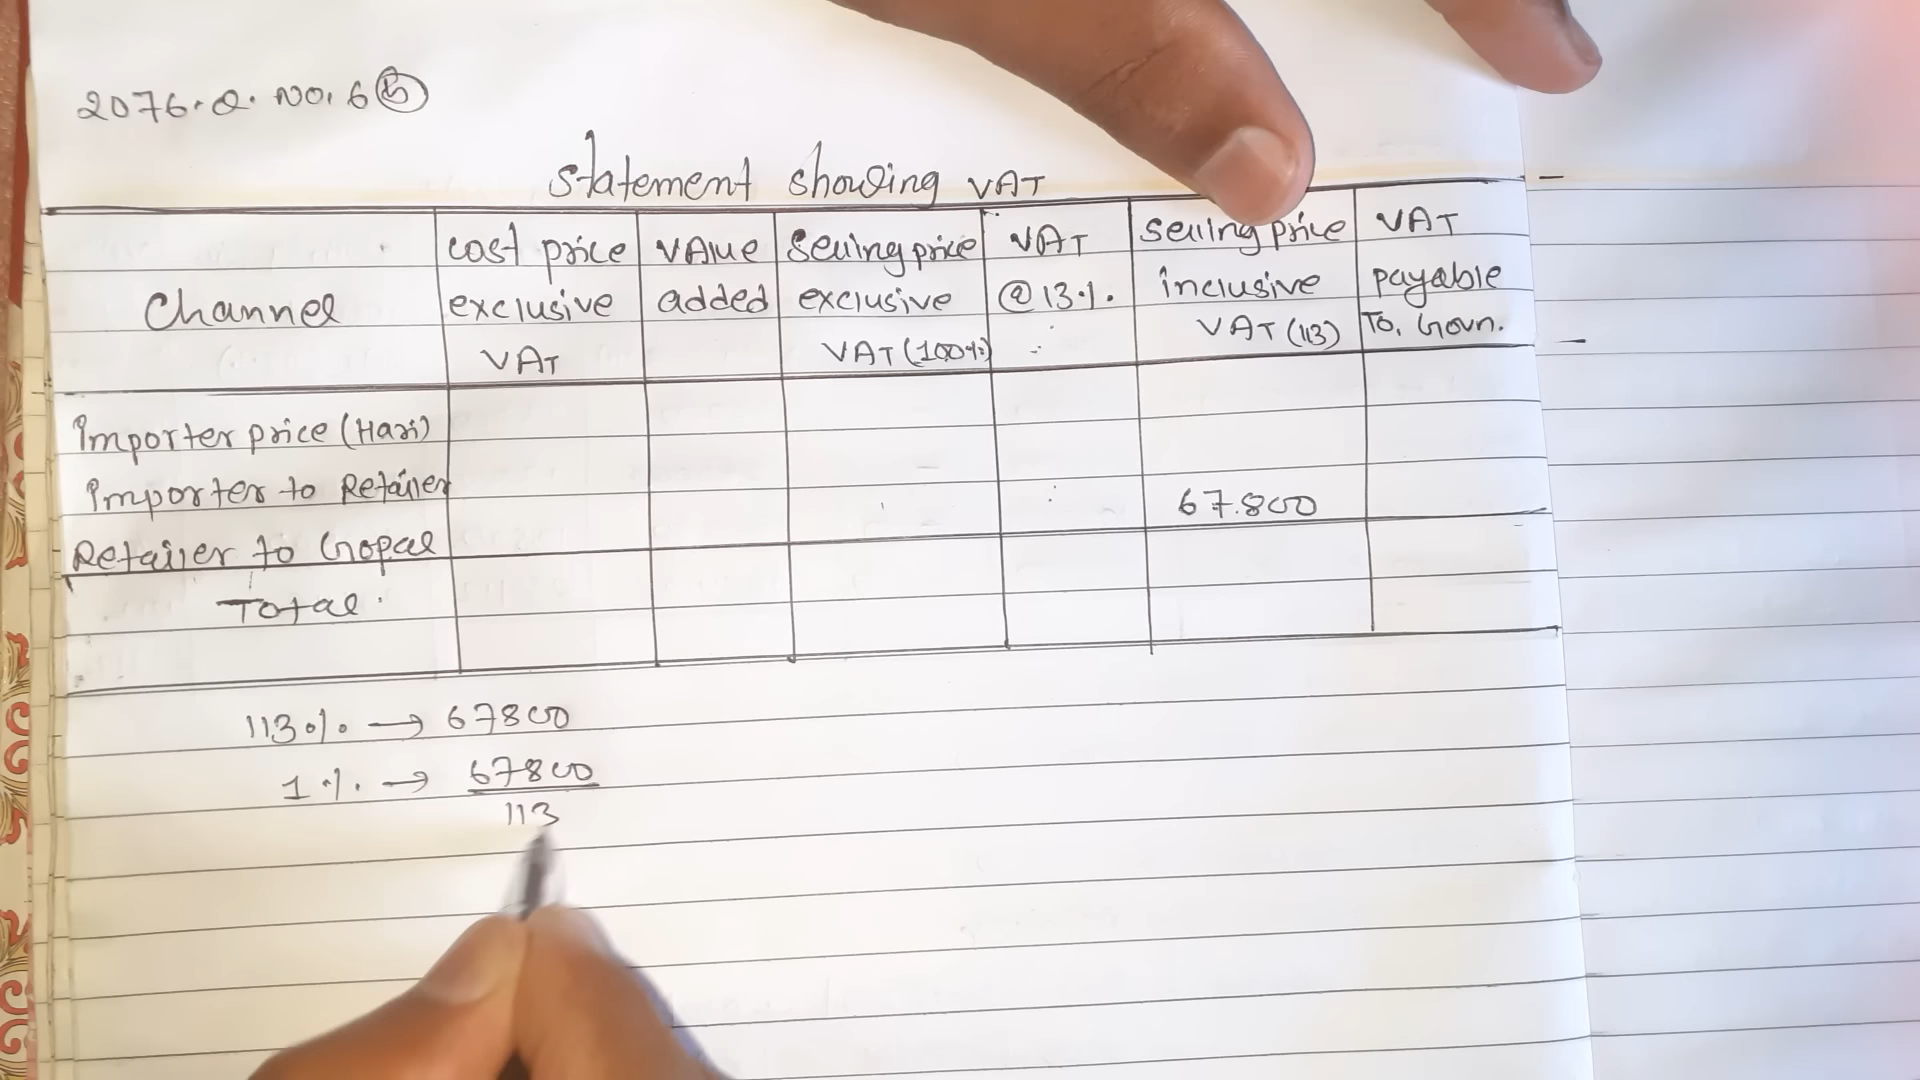 2076.Q. NO. 6 b
Statement showing VAT
Channel
cost price exclusive VAT
VAlue added
Selling price exclusive VAT (100%)
VAT @ 13%.
Selling price inclusive VAT (113)
VAT payable To. Govn.
Importer price (Hari)
Importer to Retailer
67.800
Retailer to Gopal
Total
113% → 67800
1%. → 67800
113